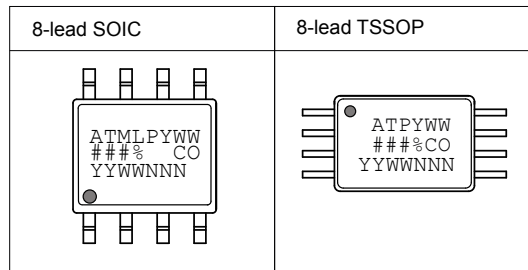 8-lead SOIC
8-lead TSSOP
ATMLPYWW
###% CO
YYWWNNN
ATPYWW
###%CO
YYWWNNN